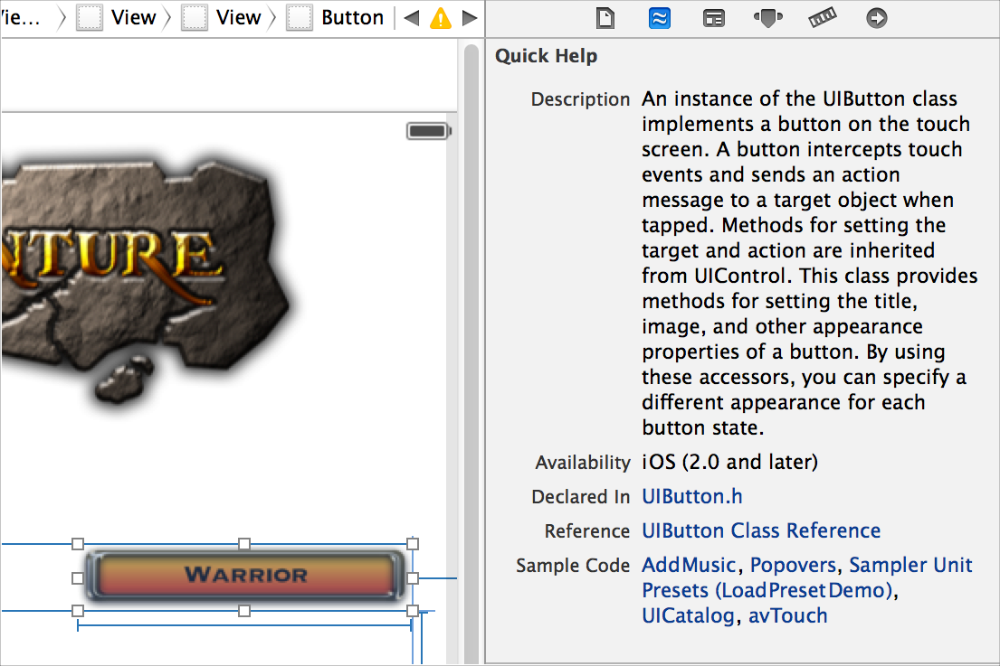 View
View
Button
Quick Help
Description
An instance of the UIButton class
implements a button on the touch
screen. A button intercepts touch
events and sends an action
message to a target object when
tapped. Methods for setting the
target and action are inherited
from UIControl. This class provides
methods for setting the title,
image, and other appearance
properties of a button. By using
these accessors, you can specify a
different appearance for each
button state.
Availability
iOS (2.0 and later)
Declared In
UIButton.h
Reference
UIButton Class Reference
Sample Code
AddMusic, Popovers, Sampler Unit
Presets (LoadPresetDemo),
UICatalog, avTouch
NTURE
WARRIOR